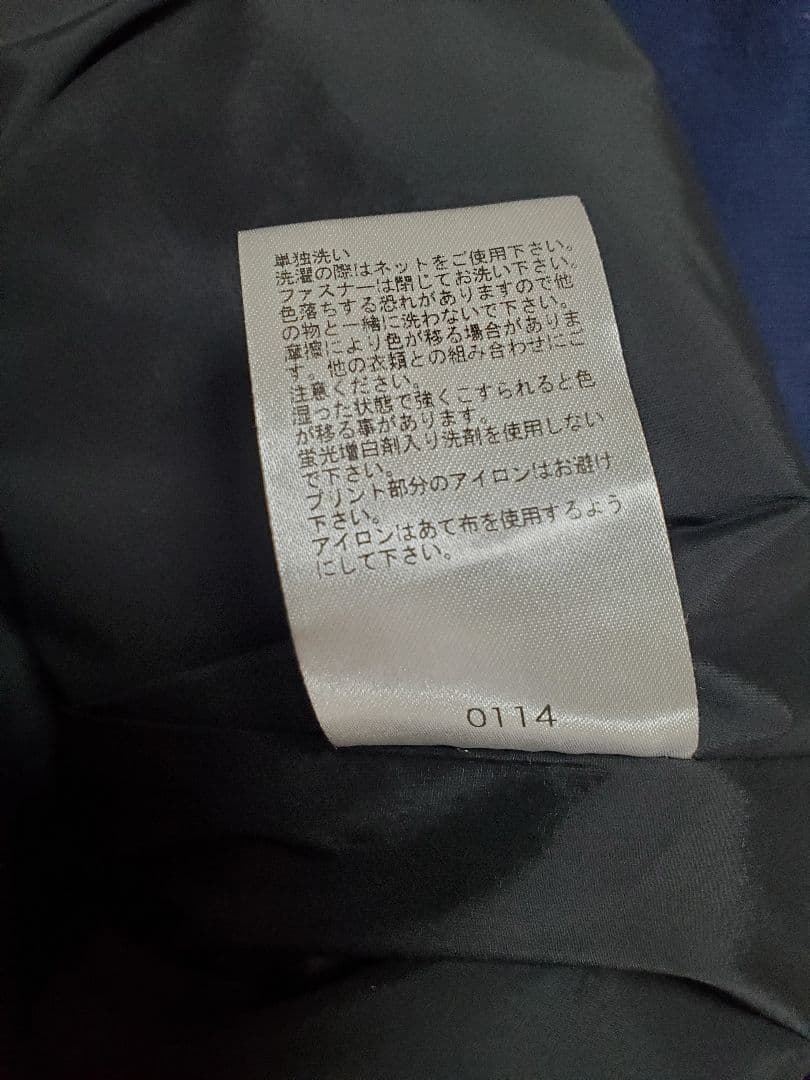 単独洗い
洗濯の際はネットをご使用下さい。
ファスナーは閉じてお洗い下さい。
色落ちする恐れがありますので他
の物と一緒に洗わないで下さい。
摩擦により色が移る場合がありま
す。他の衣類との組み合わせにご
注意ください。
湿った状態で強くこすられると色
が移る事があります。
蛍光増白剤入り洗剤を使用しない
で下さい。
プリント部分のアイロンはお避け
下さい。
アイロンはあて布を使用するよう
にして下さい。
0114